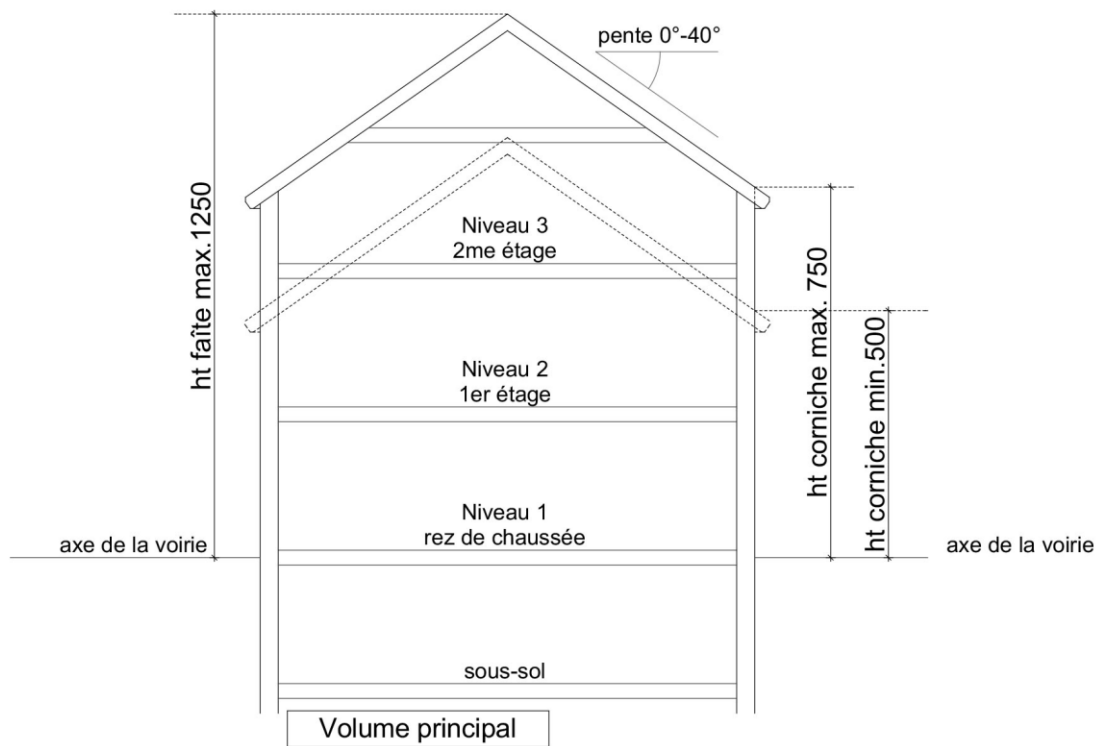 pente 0°-40°
ht faîte max.1250
Niveau 3
2me étage
ht corniche max. 750
ht corniche min.500
Niveau 2
1er étage
Niveau 1
rez de chaussée
axe de la voirie
axe de la voirie
sous-sol
Volume principal